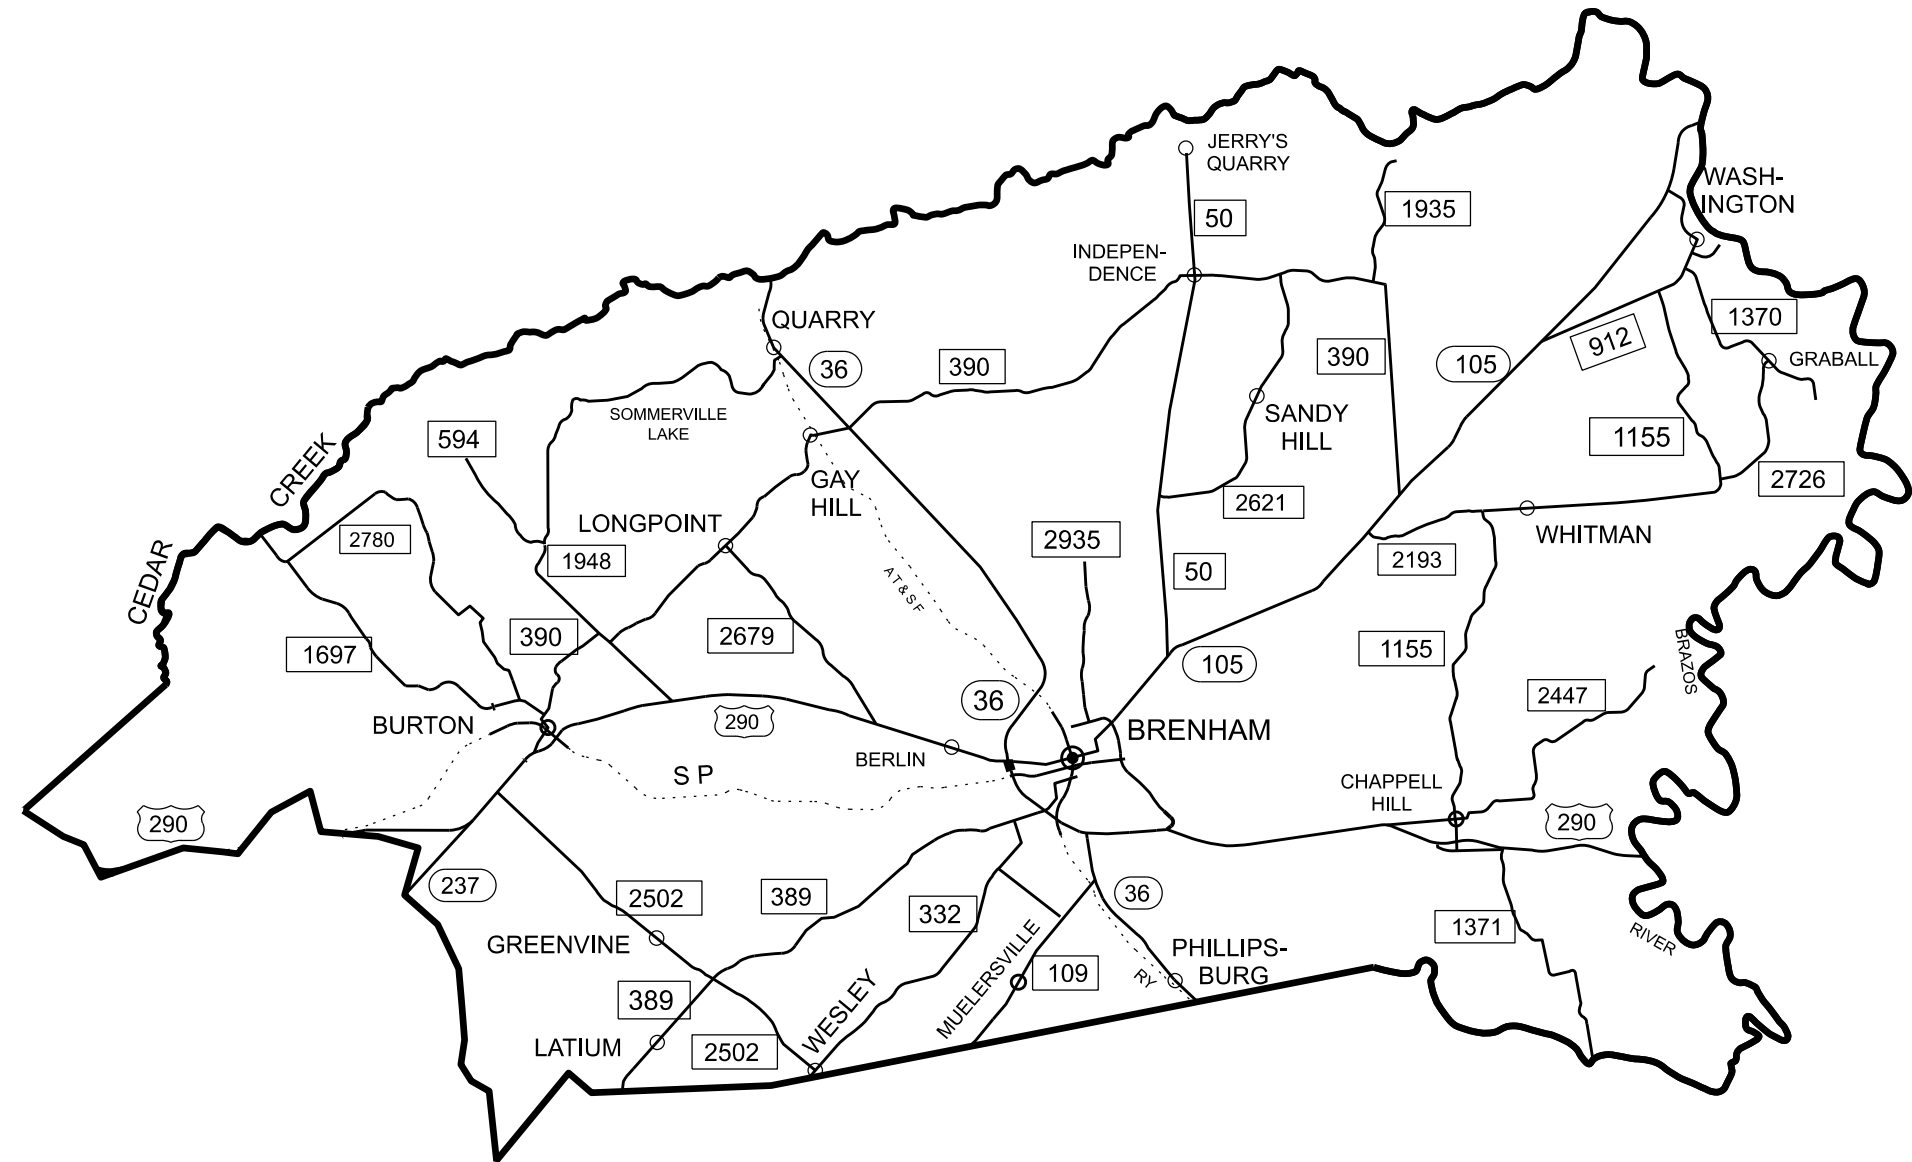 JERRY'S
QUARRY
WASH-
INGTON
50
1935
INDEPEN-
DENCE
QUARRY
1370
912
36
390
390
105
GRABALL
SOMMERVILLE
LAKE
SANDY
HILL
594
1155
CREEK
GAY
HILL
2726
2621
LONGPOINT
WHITMAN
2780
2935
1948
2193
50
CEDAR
AT&SF
390
2679
1697
1155
105
BRAZOS
2447
36
BURTON
290
BRENHAM
BERLIN
S P
CHAPPELL
HILL
290
290
237
2502
389
332
36
1371
GREENVINE
MUELERSVILLE
PHILLIPS-
BURG
RIVER
109
RY
389
WESLEY
LATIUM
2502